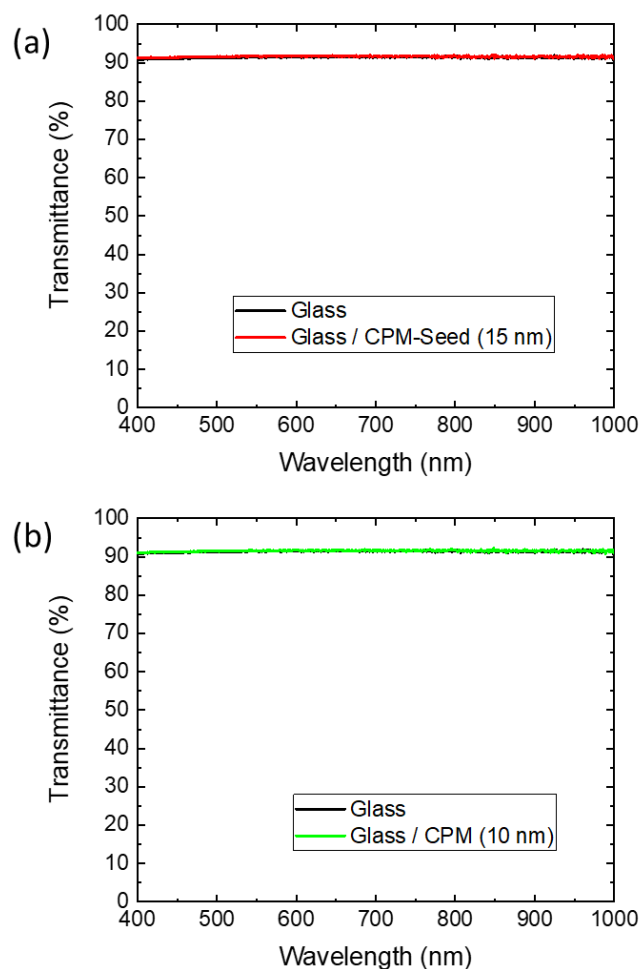 (a)
Transmittance (%)
100
90
80
70
60
50
40
30
20
10
0
Glass
Glass / CPM-Seed (15 nm)
400 500 600 700 800 900 1000
Wavelength (nm)
(b)
Transmittance (%)
100
90
80
70
60
50
40
30
20
10
0
Glass
Glass / CPM (10 nm)
400 500 600 700 800 900 1000
Wavelength (nm)